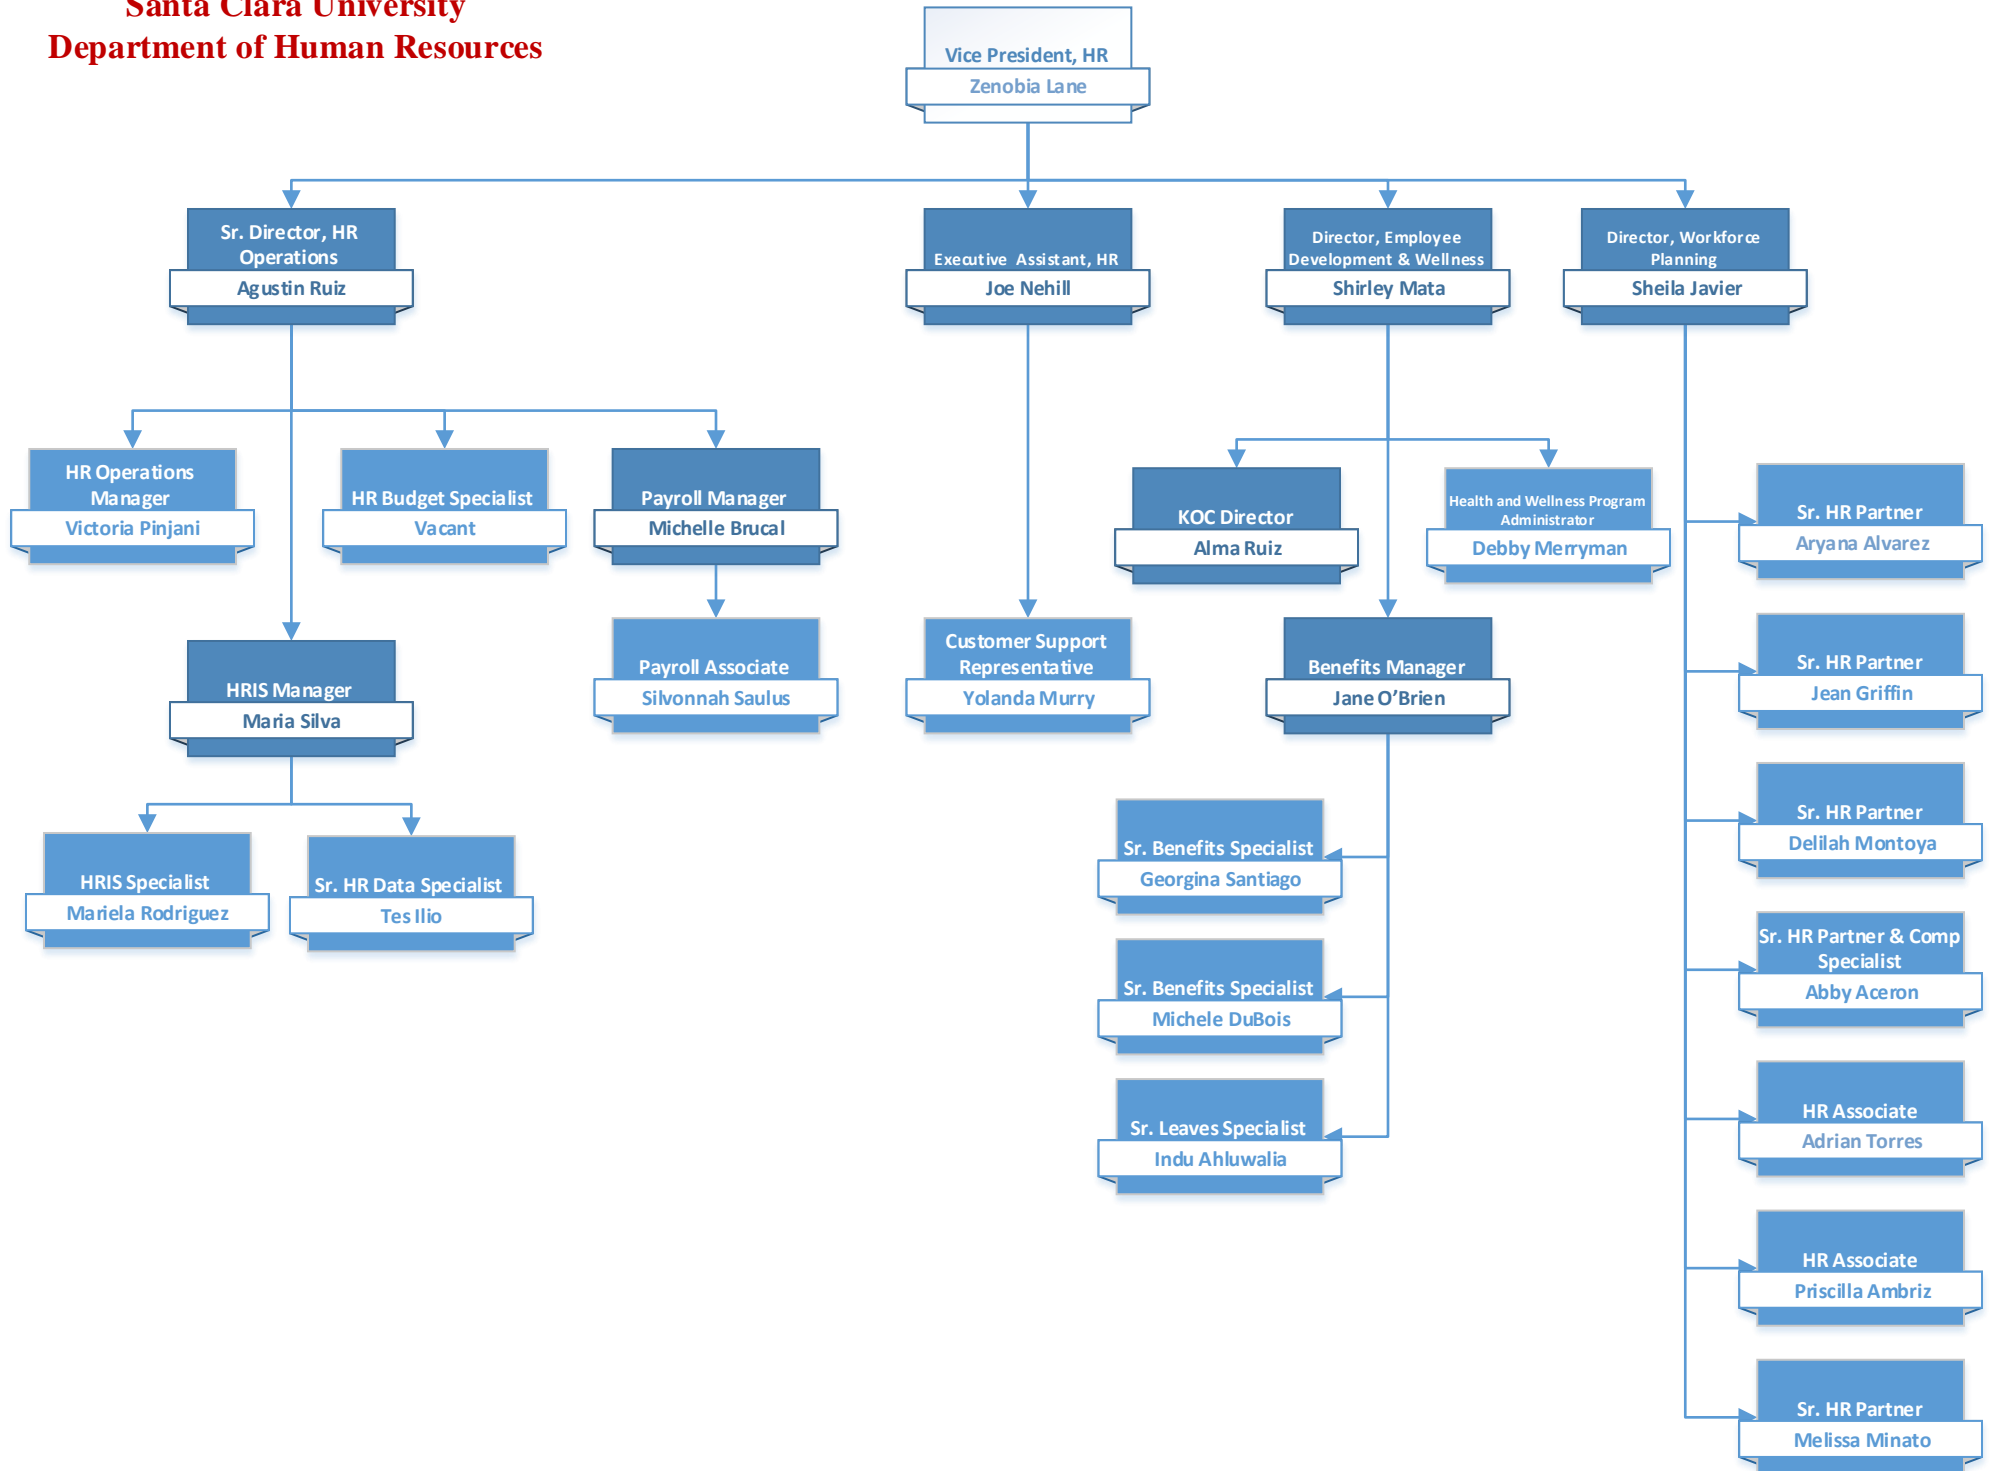 Santa Clara University
Department of Human Resources
Vice President, HR
Zenobia Lane
Sr. Director, HR
Operations
Agustin Ruiz
Executive Assistant, HR
Joe Nehill
Director, Employee
Development & Wellness
Shirley Mata
Director, Workforce
Planning
Sheila Javier
HR Operations
Manager
Victoria Pinjani
HR Budget Specialist
Vacant
Payroll Manager
Michelle Brucal
KOC Director
Alma Ruiz
Health and Wellness Program
Administrator
Debby Merryman
Sr. HR Partner
Aryana Alvarez
HRIS Manager
Maria Silva
Payroll Associate
Silvonnah Saulus
Customer Support
Representative
Yolanda Murry
Benefits Manager
Jane O’Brien
Sr. HR Partner
Jean Griffin
HRIS Specialist
Mariela Rodriguez
Sr. HR Data Specialist
Tes Ilio
Sr. Benefits Specialist
Georgina Santiago
Sr. HR Partner
Delilah Montoya
Sr. Benefits Specialist
Michele DuBois
Sr. HR Partner & Comp
Specialist
Abby Aceron
Sr. Leaves Specialist
Indu Ahluwalia
HR Associate
Adrian Torres
HR Associate
Priscilla Ambriz
Sr. HR Partner
Melissa Minato